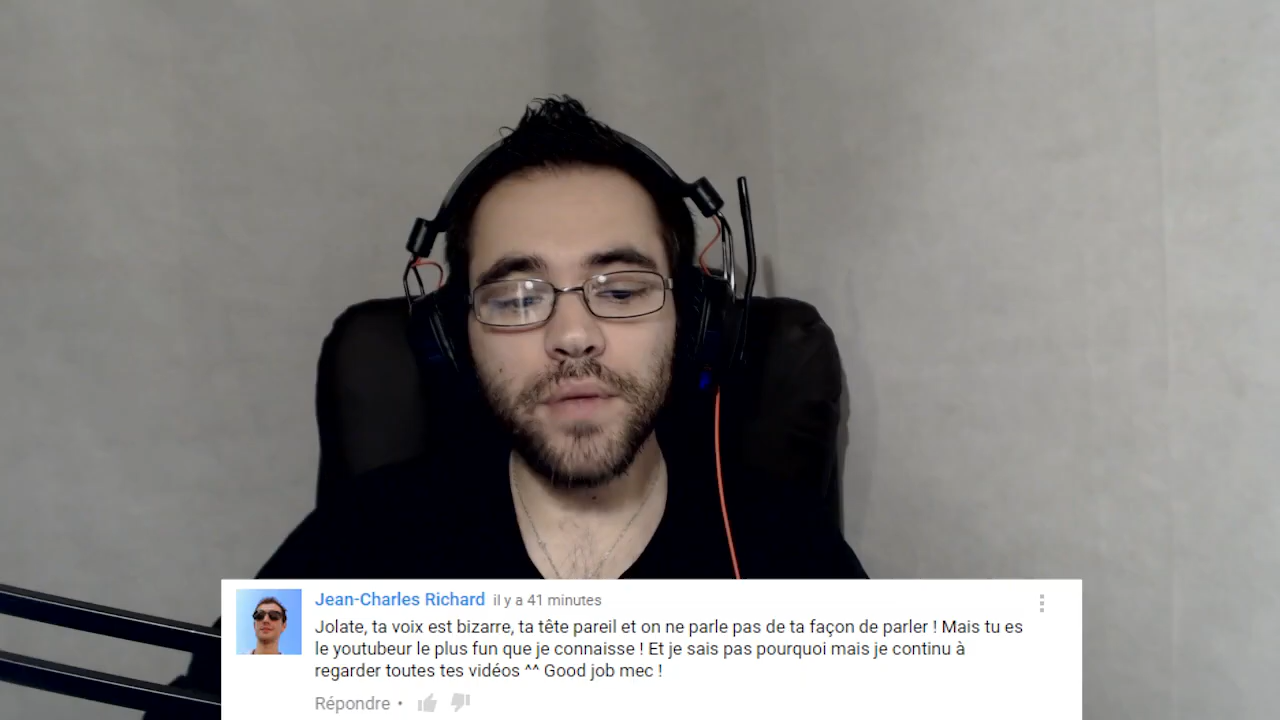 Jean-Charles Richard il y a 41 minutes
Jolate, ta voix est bizarre, ta tête pareil et on ne parle pas de ta façon de parler ! Mais tu es
le youtubeur le plus fun que je connaisse ! Et je sais pas pourquoi mais je continu à
regarder toutes tes vidéos ^^ Good job mec !
Répondre •